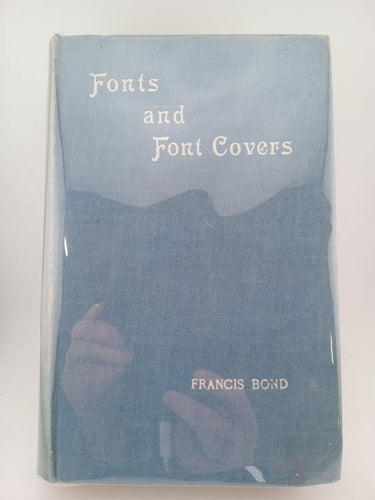 Fonts
and
Font Covers
FRANCIS BOND